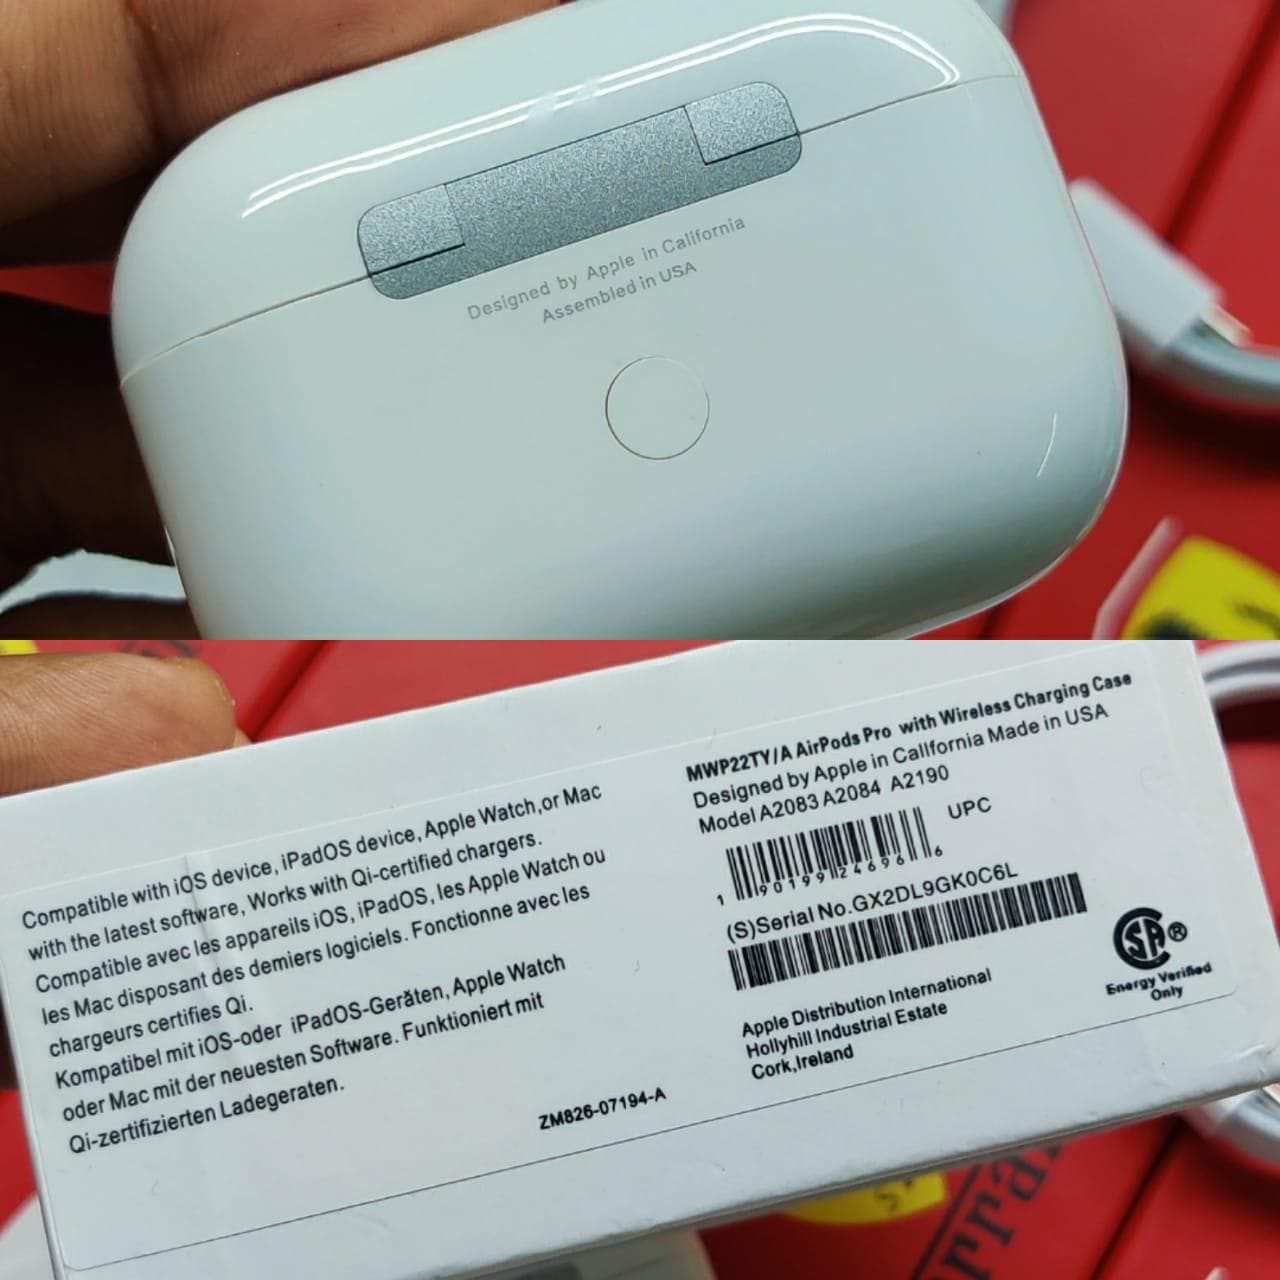 Designed by Apple in California
Assembled in USA
Compatible with iOS device, iPadOS device, Apple Watch,or Mac
with the latest software, Works with Qi-certified chargers.
Compatible avec les appareils iOS, iPadOS, les Apple Watch ou
les Mac disposant des demiers logiciels. Fonctionne avec les
chargeurs certifies Qi.
Kompatibel mit iOS-oder iPadOS-Geräten, Apple Watch
oder Mac mit der neuesten Software. Funktioniert mit
Qi-zertifizierten Ladegeraten.
ZM826-07194-A
MWP22TY/A AirPods Pro with Wireless Charging Case
Designed by Apple in Callfornia Made in USA
Model A2083 A2084 A2190
UPC
1 90199 24696 6
(S)Serial No.GX2DL9GK0C6L
Apple Distribution International
Hollyhill Industrial Estate
Cork,Ireland
SA®
Energy Verified
Only